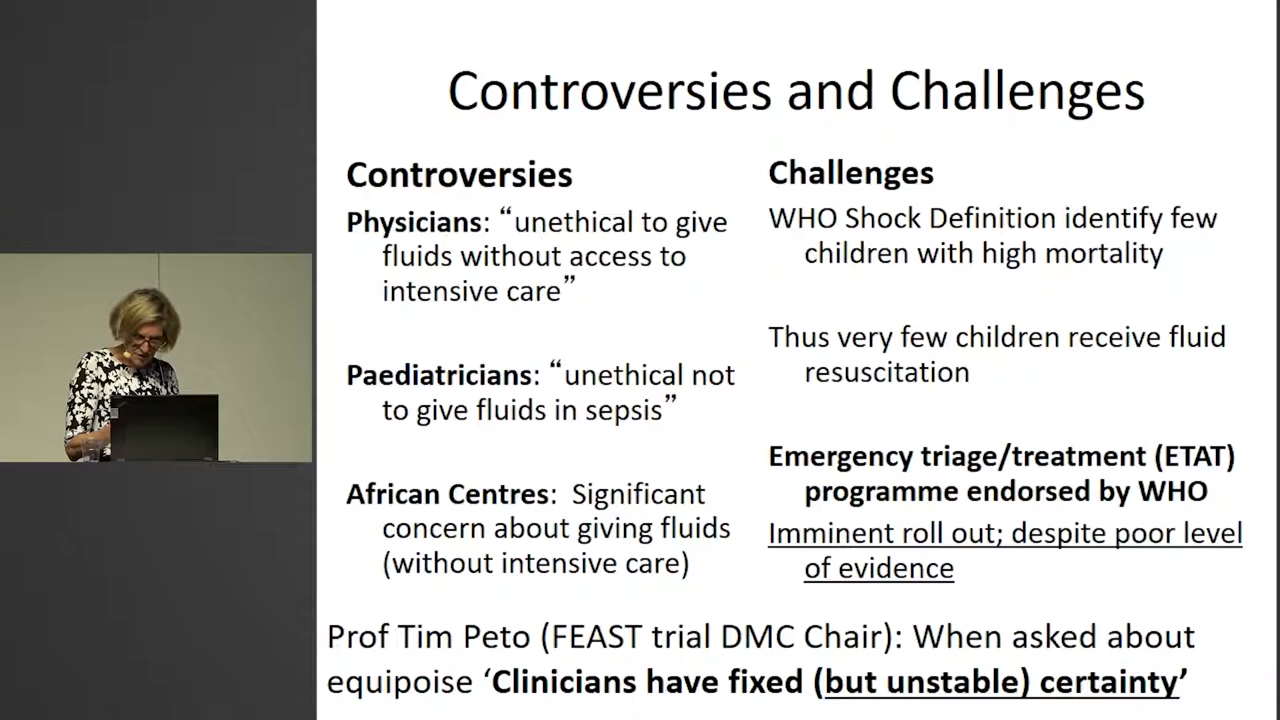 Controversies and Challenges
Controversies
Physicians: “unethical to give
fluids without access to
intensive care”
Paediatricians: “unethical not
to give fluids in sepsis”
African Centres:  Significant
concern about giving fluids
(without intensive care)
Challenges
WHO Shock Definition identify few
children with high mortality
Thus very few children receive fluid
resuscitation
Emergency triage/treatment (ETAT)
programme endorsed by WHO
Imminent roll out; despite poor level
of evidence
Prof Tim Peto (FEAST trial DMC Chair): When asked about
equipoise ‘Clinicians have fixed (but unstable) certainty’